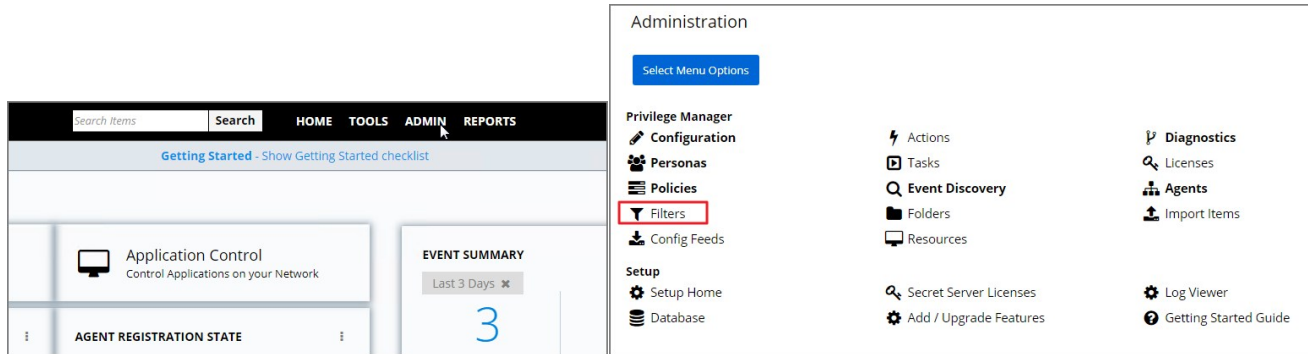 Search Items
Search
HOME TOOLS ADMIN REPORTS
Getting Started - Show Getting Started checklist
Application Control
Control Applications on your Network
AGENT REGISTRATION STATE
EVENT SUMMARY
Last 3 Days ✖
3
Administration
Select Menu Options
Privilege Manager
Configuration
Actions
Diagnostics
Personas
Tasks
Licenses
Policies
Event Discovery
Agents
Filters
Folders
Import Items
Config Feeds
Resources
Setup
Setup Home
Secret Server Licenses
Log Viewer
Database
Add / Upgrade Features
Getting Started Guide